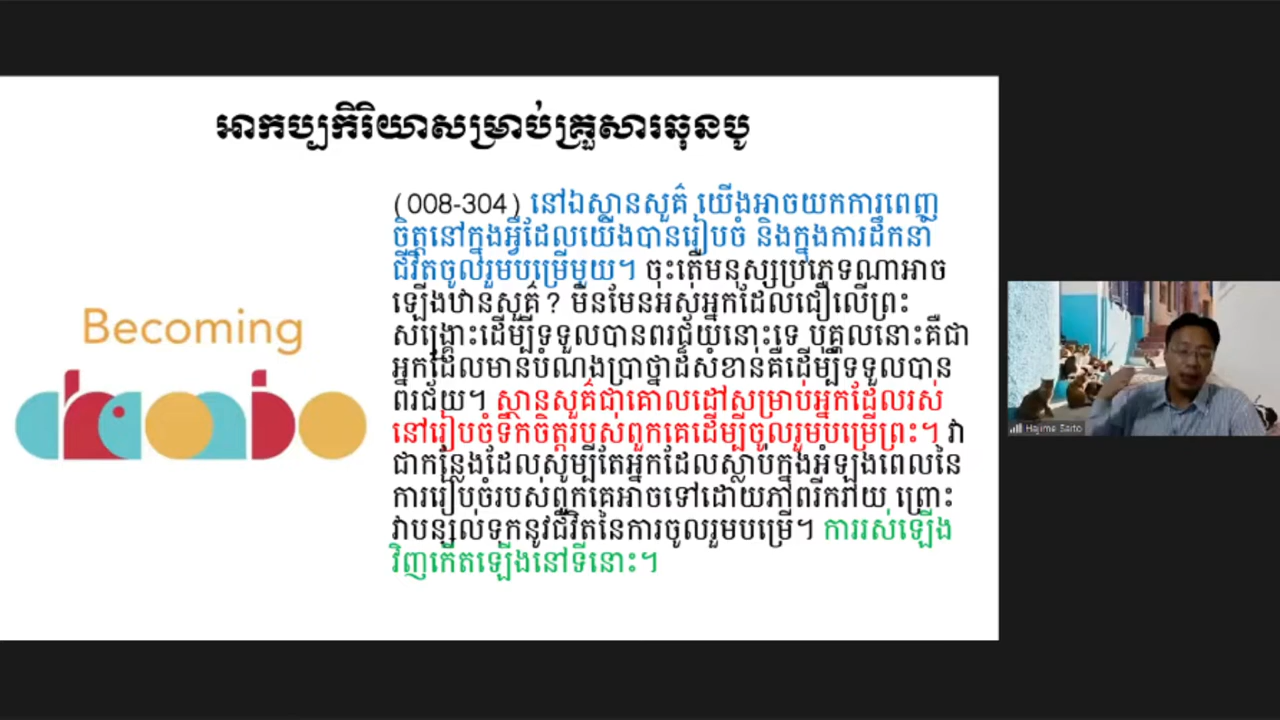 អាកប្បកិរិយាសម្រាប់គ្រួសារឆុនបូ
(008-304) នៅឯស្ថានសួគ៌ យើងអាចយកការពេញ
ចិត្តនៅក្នុងអ្វីដែលយើងបានរៀបចំ និងក្នុងការដឹកនាំ
ជីវិតចូលរួមបម្រើមួយ។ ចុះតើមនុស្សប្រភេទណាអាច
ឡើងឋានសួគ៌ ? មិនមែនអស់អ្នកដែលជឿលើព្រះ
សង្គ្រោះដើម្បីទទួលបានពរជ័យនោះទេ បុគ្គលនោះគឺជា
អ្នកដែលមានបំណងប្រាថ្នាដ៏សំខាន់គឺដើម្បីទទួលបាន
ពរជ័យ។ ស្ថានសួគ៌ជាគោលដៅសម្រាប់អ្នកដែលរស់
នៅរៀបចំទឹកចិត្តរបស់ពួកគេដើម្បីចូលរួមបម្រើព្រះ។ វា
ជាកន្លែងដែលសូម្បីតែអ្នកដែលស្លាប់ក្នុងអំឡុងពេលនៃ
ការរៀបចំរបស់ពួកគេអាចទៅដោយភាពរីករាយ ព្រោះ
វាបន្សល់ទុកនូវជីវិតនៃការចូលរួមបម្រើ។ ការរស់ឡើង
វិញកើតឡើងនៅទីនោះ។
Becoming
chunbo
Hajime Saito